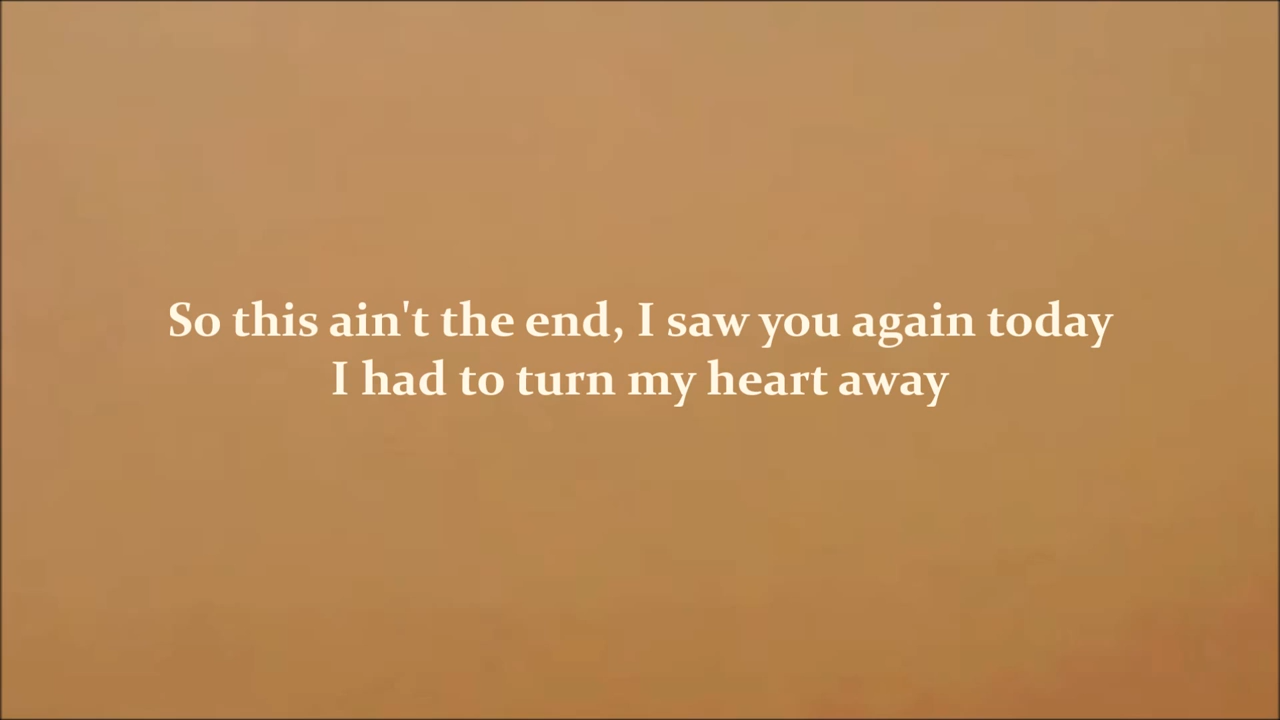 So this ain't the end, I saw you again today
I had to turn my heart away